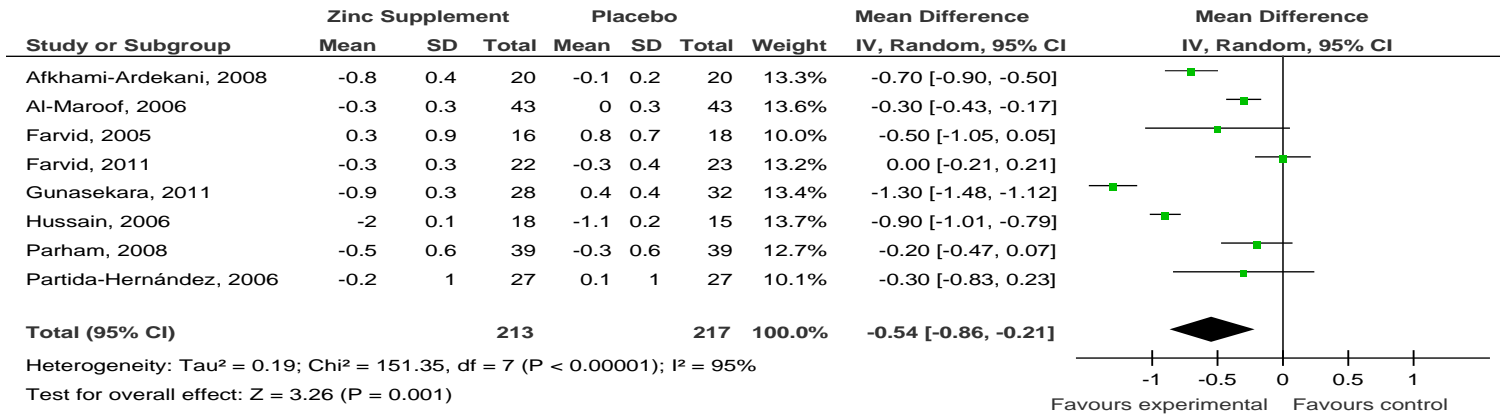 Zinc Supplement Placebo Mean Difference Mean Difference
Study or Subgroup Mean SD Total Mean SD Total Weight IV, Random, 95% CI IV, Random, 95% CI
Afkhami-Ardekani, 2008 -0.8 0.4 20 -0.1 0.2 20 13.3% -0.70 [-0.90, -0.50]
Al-Maroof, 2006 -0.3 0.3 43 0 0.3 43 13.6% -0.30 [-0.43, -0.17]
Farvid, 2005 0.3 0.9 16 0.8 0.7 18 10.0% -0.50 [-1.05, 0.05]
Farvid, 2011 -0.3 0.3 22 -0.3 0.4 23 13.2% 0.00 [-0.21, 0.21]
Gunasekara, 2011 -0.9 0.3 28 0.4 0.4 32 13.4% -1.30 [-1.48, -1.12]
Hussain, 2006 -2 0.1 18 -1.1 0.2 15 13.7% -0.90 [-1.01, -0.79]
Parham, 2008 -0.5 0.6 39 -0.3 0.6 39 12.7% -0.20 [-0.47, 0.07]
Partida-Hernández, 2006 -0.2 1 27 0.1 1 27 10.1% -0.30 [-0.83, 0.23]
Total (95% CI) 213 217 100.0% -0.54 [-0.86, -0.21]
Heterogeneity: Tau² = 0.19; Chi² = 151.35, df = 7 (P < 0.00001); I² = 95%
Test for overall effect: Z = 3.26 (P = 0.001)
-1 -0.5 0 0.5 1
Favours experimental Favours control